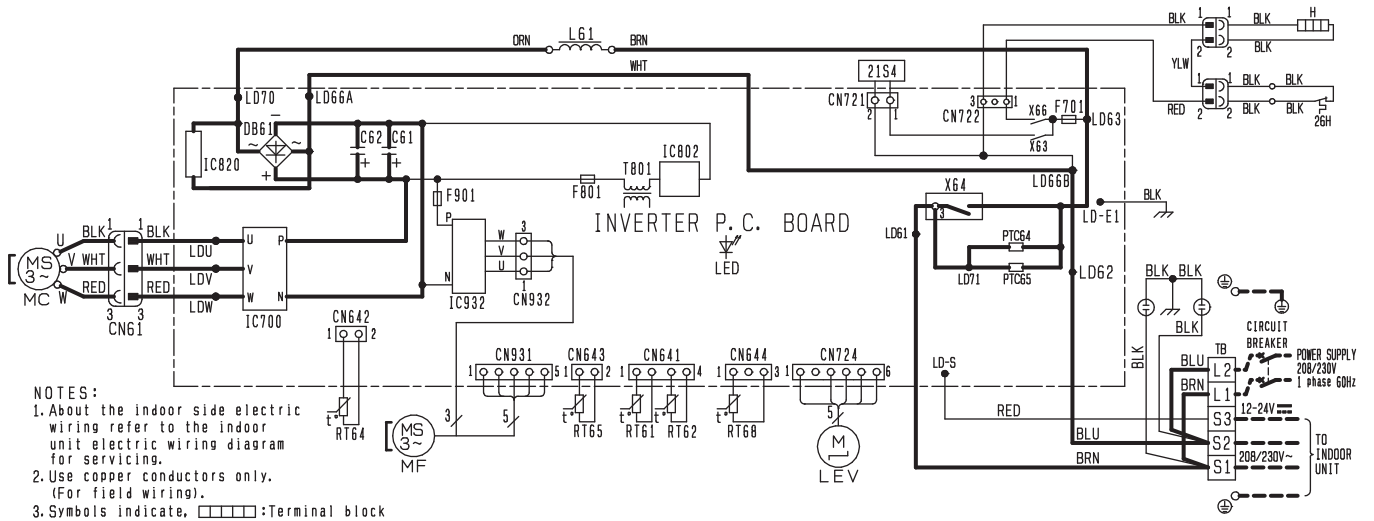 L61
ORN
BRN
WHT
BLK
BLK
BLK
H
1 1
2 2
YLW
RED
BLK
BLK
BLK
BLK
1 1
2 2
26H
21S4
CN721
2 1
CN722
3 1
X66
X63
F701
LD63
LD70
LD66A
LD66B
DB61
−
~
~
+
C62
C61
+
+
IC820
IC802
T801
F801
F901
INVERTER P.C. BOARD
LED
X64
3
LD61
PTC64
PTC65
LD71
LD62
LD-E1
BLK
MS
3~
MC
U
V
W
BLK
WHT
RED
1 1
3 3
CN61
BLK
WHT
RED
LDU
LDV
LDW
U
V
W
P
N
IC700
P
N
IC932
W
V
U
3
1
CN932
CN642
1 2
t°
RT64
CN931
1 5
3
5
MS
3~
MF
CN643
1 2
t°
RT65
CN641
1 4
t°
RT61
t°
RT62
CN644
1 3
t°
RT68
CN724
1 6
5
M
LEV
LD-S
RED
BLU
BRN
BLK BLK
BLK
BLK
BLU
BRN
TB
L2
L1
S3
S2
S1
CIRCUIT
BREAKER
POWER SUPPLY
208/230V
1 phase 60Hz
12-24V
208/230V~
TO
INDOOR
UNIT
NOTES:
1. About the indoor side electric
wiring refer to the indoor
unit electric wiring diagram
for servicing.
2. Use copper conductors only.
(For field wiring).
3. Symbols indicate, :Terminal block